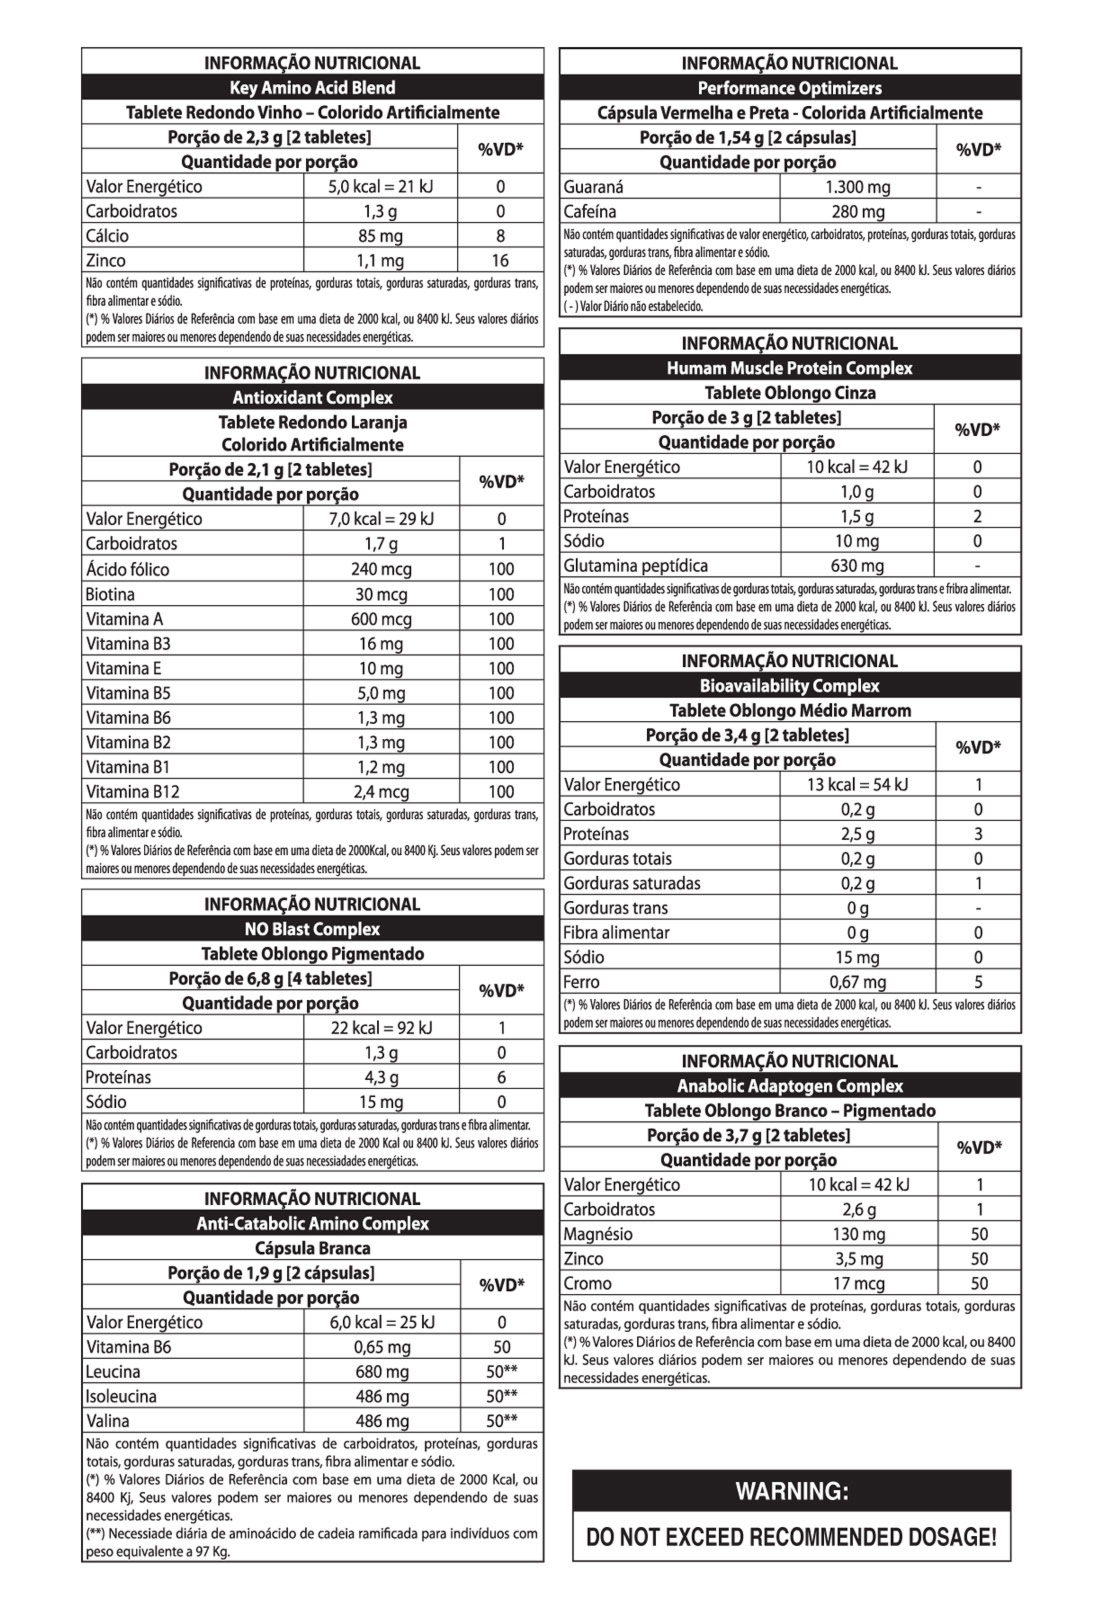 INFORMAÇÃO NUTRICIONAL
Key Amino Acid Blend
Tablete Redondo Vinho – Colorido Artificialmente
Porção de 2,3 g [2 tabletes]
%VD*
Quantidade por porção
Valor Energético 5,0 kcal = 21 kJ 0
Carboidratos 1,3 g 0
Cálcio 85 mg 8
Zinco 1,1 mg 16
Não contém quantidades significativas de proteínas, gorduras totais, gorduras saturadas, gorduras trans,
fibra alimentar e sódio.
(*) % Valores Diários de Referência com base em uma dieta de 2000 kcal, ou 8400 kJ. Seus valores diários
podem ser maiores ou menores dependendo de suas necessidades energéticas.
INFORMAÇÃO NUTRICIONAL
Antioxidant Complex
Tablete Redondo Laranja
Colorido Artificialmente
Porção de 2,1 g [2 tabletes]
%VD*
Quantidade por porção
Valor Energético 7,0 kcal = 29 kJ 0
Carboidratos 1,7 g 1
Ácido fólico 240 mcg 100
Biotina 30 mcg 100
Vitamina A 600 mcg 100
Vitamina B3 16 mg 100
Vitamina E 10 mg 100
Vitamina B5 5,0 mg 100
Vitamina B6 1,3 mg 100
Vitamina B2 1,3 mg 100
Vitamina B1 1,2 mg 100
Vitamina B12 2,4 mcg 100
Não contém quantidades significativas de proteínas, gorduras totais, gorduras saturadas, gorduras trans,
fibra alimentar e sódio.
(*) % Valores Diários de Referência com base em uma dieta de 2000Kcal, ou 8400 Kj. Seus valores podem ser
maiores ou menores dependendo de suas necessidades energéticas.
INFORMAÇÃO NUTRICIONAL
NO Blast Complex
Tablete Oblongo Pigmentado
Porção de 6,8 g [4 tabletes]
%VD*
Quantidade por porção
Valor Energético 22 kcal = 92 kJ 1
Carboidratos 1,3 g 0
Proteínas 4,3 g 6
Sódio 15 mg 0
Não contém quantidades significativas de gorduras totais, gorduras saturadas, gorduras trans e fibra alimentar.
(*) % Valores Diários de Referencia com base em uma dieta de 2000 Kcal ou 8400 kJ. Seus valores diários
podem ser maiores ou menores dependendo de suas necessiadades energéticas.
INFORMAÇÃO NUTRICIONAL
Anti-Catabolic Amino Complex
Cápsula Branca
Porção de 1,9 g [2 cápsulas]
%VD*
Quantidade por porção
Valor Energético 6,0 kcal = 25 kJ 0
Vitamina B6 0,65 mg 50
Leucina 680 mg 50**
Isoleucina 486 mg 50**
Valina 486 mg 50**
Não contém quantidades significativas de carboidratos, proteínas, gorduras
totais, gorduras saturadas, gorduras trans, fibra alimentar e sódio.
(*) % Valores Diários de Referência com base em uma dieta de 2000 Kcal, ou
8400 Kj, Seus valores podem ser maiores ou menores dependendo de suas
necessidades energéticas.
(**) Necessiade diária de aminoácido de cadeia ramificada para indivíduos com
peso equivalente a 97 Kg.
INFORMAÇÃO NUTRICIONAL
Performance Optimizers
Cápsula Vermelha e Preta - Colorida Artificialmente
Porção de 1,54 g [2 cápsulas]
%VD*
Quantidade por porção
Guaraná 1.300 mg -
Cafeína 280 mg -
Não contém quantidades significativas de valor energético, carboidratos, proteínas, gorduras totais, gorduras
saturadas, gorduras trans, fibra alimentar e sódio.
(*) % Valores Diários de Referência com base em uma dieta de 2000 kcal, ou 8400 kJ. Seus valores diários
podem ser maiores ou menores dependendo de suas necessidades energéticas.
( - ) Valor Diário não estabelecido.
INFORMAÇÃO NUTRICIONAL
Humam Muscle Protein Complex
Tablete Oblongo Cinza
Porção de 3 g [2 tabletes]
%VD*
Quantidade por porção
Valor Energético 10 kcal = 42 kJ 0
Carboidratos 1,0 g 0
Proteínas 1,5 g 2
Sódio 10 mg 0
Glutamina peptídica 630 mg -
Não contém quantidades significativas de gorduras totais, gorduras saturadas, gorduras trans e fribra alimentar.
(*) % Valores Diários de Referência com base em uma dieta de 2000 kcal, ou 8400 kJ. Seus valores diários
podem ser maiores ou menores dependendo de suas necessidades energéticas.
INFORMAÇÃO NUTRICIONAL
Bioavailability Complex
Tablete Oblongo Médio Marrom
Porção de 3,4 g [2 tabletes]
%VD*
Quantidade por porção
Valor Energético 13 kcal = 54 kJ 1
Carboidratos 0,2 g 0
Proteínas 2,5 g 3
Gorduras totais 0,2 g 0
Gorduras saturadas 0,2 g 1
Gorduras trans 0 g -
Fibra alimentar 0 g 0
Sódio 15 mg 0
Ferro 0,67 mg 5
(*) % Valores Diários de Referência com base em uma dieta de 2000 kcal, ou 8400 kJ. Seus valores diários
podem ser maiores ou menores dependendo de suas necessidades energéticas.
INFORMAÇÃO NUTRICIONAL
Anabolic Adaptogen Complex
Tablete Oblongo Branco – Pigmentado
Porção de 3,7 g [2 tabletes]
%VD*
Quantidade por porção
Valor Energético 10 kcal = 42 kJ 1
Carboidratos 2,6 g 1
Magnésio 130 mg 50
Zinco 3,5 mg 50
Cromo 17 mcg 50
Não contém quantidades significativas de proteínas, gorduras totais, gorduras
saturadas, gorduras trans, fibra alimentar e sódio.
(*) % Valores Diários de Referência com base em uma dieta de 2000 kcal, ou 8400
kJ. Seus valores diários podem ser maiores ou menores dependendo de suas
necessidades energéticas.
WARNING:
DO NOT EXCEED RECOMMENDED DOSAGE!